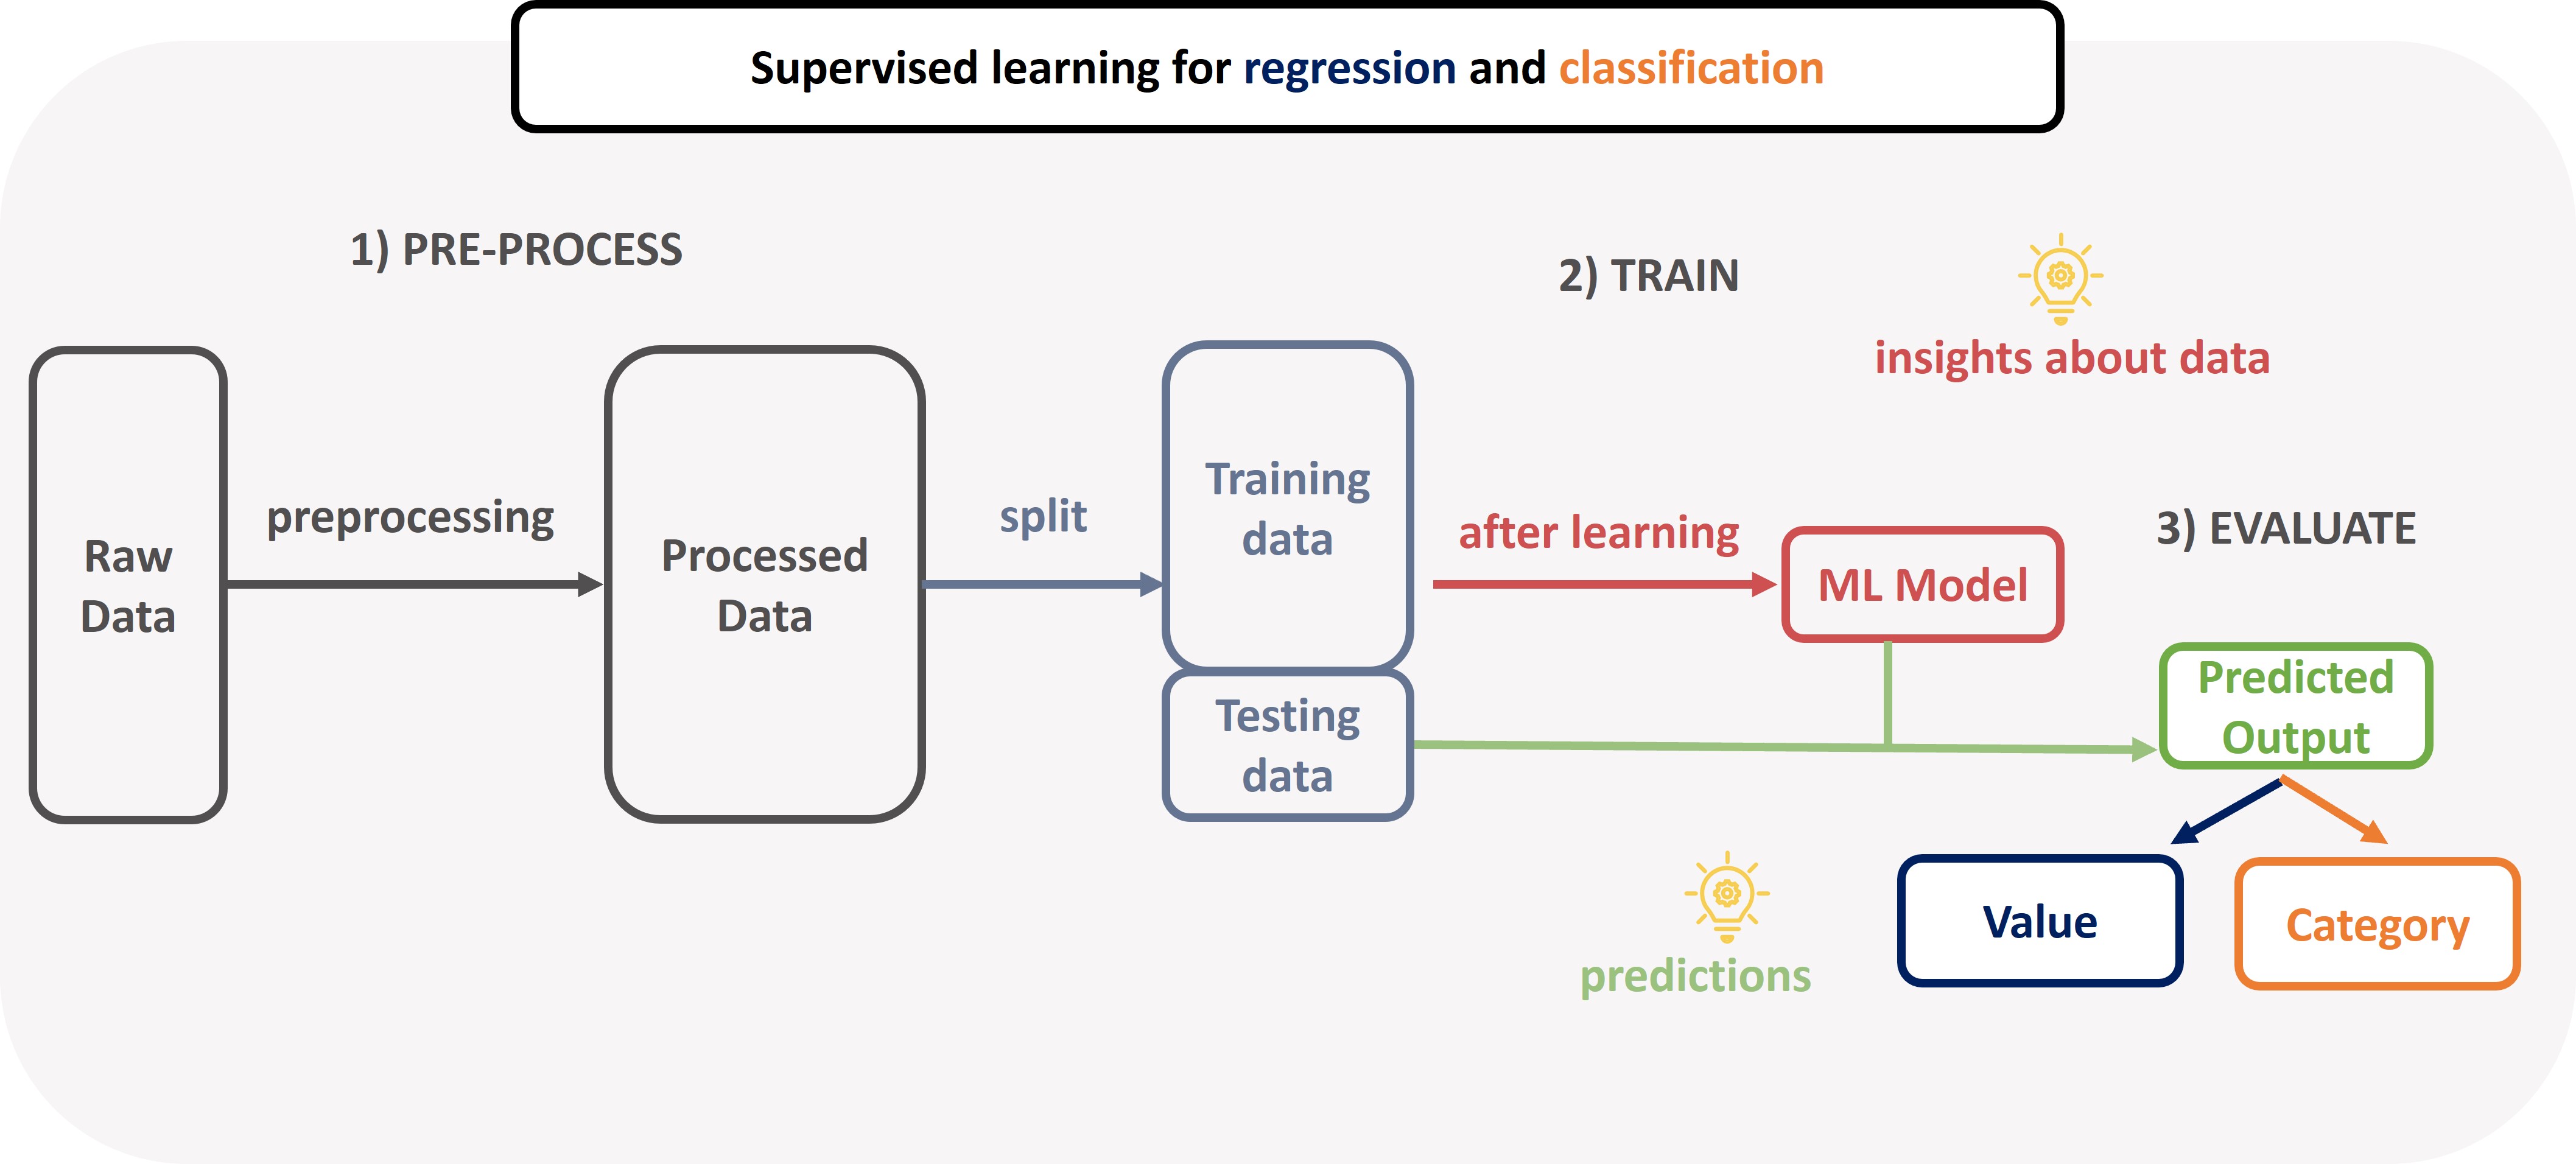 Supervised learning for regression and classification
1) PRE-PROCESS
2) TRAIN
insights about data
Raw
Data
preprocessing
Processed
Data
split
Training
data
Testing
data
after learning
ML Model
3) EVALUATE
Predicted
Output
predictions
Value
Category